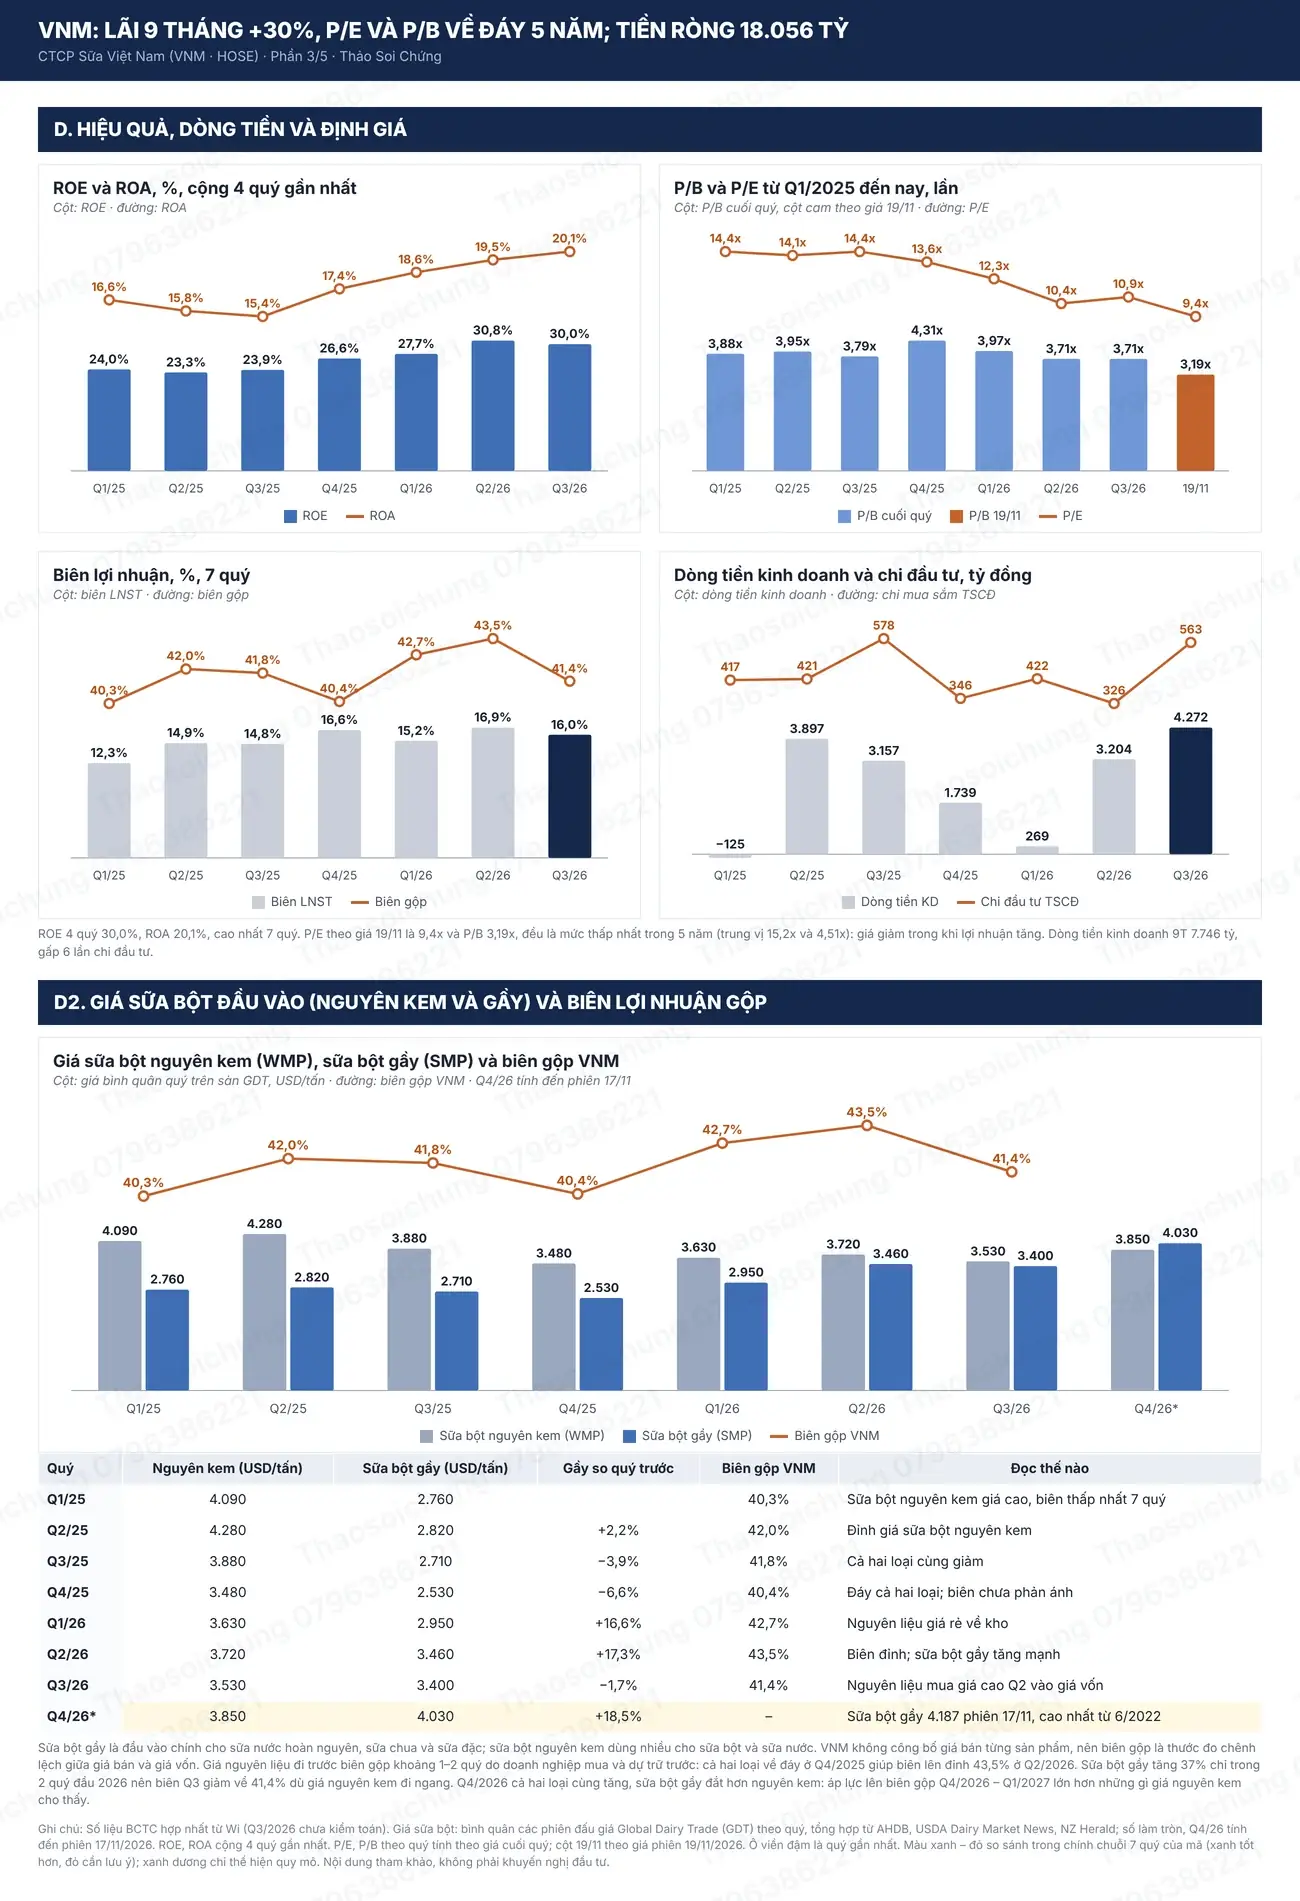 VNM: LÃI 9 THÁNG +30%, P/E VÀ P/B VỀ ĐÁY 5 NĂM; TIỀN RÒNG 18.056 TỶ
CTCP Sữa Việt Nam (VNM · HOSE) · Phần 3/5 · Thảo Soi Chứng
D. HIỆU QUẢ, DÒNG TIỀN VÀ ĐỊNH GIÁ
ROE và ROA, %, cộng 4 quý gần nhất
Cột: ROE · đường: ROA
16,6% 15,8% 15,4% 17,4% 18,6% 19,5% 20,1%
24,0% 23,3% 23,9% 26,6% 27,7% 30,8% 30,0%
Q1/25 Q2/25 Q3/25 Q4/25 Q1/26 Q2/26 Q3/26
ROE ROA
P/B và P/E từ Q1/2025 đến nay, lần
Cột: P/B cuối quý, cột cam theo giá 19/11 · đường: P/E
14,4x 14,1x 14,4x 13,6x 12,3x 10,4x 10,9x 9,4x
3,88x 3,95x 3,79x 4,31x 3,97x 3,71x 3,71x 3,19x
Q1/25 Q2/25 Q3/25 Q4/25 Q1/26 Q2/26 Q3/26 19/11
P/B cuối quý P/B 19/11 P/E
Biên lợi nhuận, %, 7 quý
Cột: biên LNST · đường: biên gộp
40,3% 42,0% 41,8% 40,4% 42,7% 43,5% 41,4%
12,3% 14,9% 14,8% 16,6% 15,2% 16,9% 16,0%
Q1/25 Q2/25 Q3/25 Q4/25 Q1/26 Q2/26 Q3/26
Biên LNST Biên gộp
Dòng tiền kinh doanh và chi đầu tư, tỷ đồng
Cột: dòng tiền kinh doanh · đường: chi mua sắm TSCĐ
417 421 578 346 422 326 563
−125 3.897 3.157 1.739 269 3.204 4.272
Q1/25 Q2/25 Q3/25 Q4/25 Q1/26 Q2/26 Q3/26
Dòng tiền KD Chi đầu tư TSCĐ
ROE 4 quý 30,0%, ROA 20,1%, cao nhất 7 quý. P/E theo giá 19/11 là 9,4x và P/B 3,19x, đều là mức thấp nhất trong 5 năm (trung vị 15,2x và 4,51x): giá giảm trong khi lợi nhuận tăng. Dòng tiền kinh doanh 9T 7.746 tỷ,
gấp 6 lần chi đầu tư.
D2. GIÁ SỮA BỘT ĐẦU VÀO (NGUYÊN KEM VÀ GẦY) VÀ BIÊN LỢI NHUẬN GỘP
Giá sữa bột nguyên kem (WMP), sữa bột gầy (SMP) và biên gộp VNM
Cột: giá bình quân quý trên sàn GDT, USD/tấn · đường: biên gộp VNM · Q4/26 tính đến phiên 17/11
40,3% 42,0% 41,8% 40,4% 42,7% 43,5% 41,4%
4.090 2.760 4.280 2.820 3.880 2.710 3.480 2.530 3.630 2.950 3.720 3.460 3.530 3.400 3.850 4.030
Q1/25 Q2/25 Q3/25 Q4/25 Q1/26 Q2/26 Q3/26 Q4/26*
Sữa bột nguyên kem (WMP) Sữa bột gầy (SMP) Biên gộp VNM
Quý Nguyên kem (USD/tấn) Sữa bột gầy (USD/tấn) Gầy so quý trước Biên gộp VNM Đọc thế nào
Q1/25 4.090 2.760 40,3% Sữa bột nguyên kem giá cao, biên thấp nhất 7 quý
Q2/25 4.280 2.820 +2,2% 42,0% Đỉnh giá sữa bột nguyên kem
Q3/25 3.880 2.710 −3,9% 41,8% Cả hai loại cùng giảm
Q4/25 3.480 2.530 −6,6% 40,4% Đáy cả hai loại; biên chưa phản ánh
Q1/26 3.630 2.950 +16,6% 42,7% Nguyên liệu giá rẻ về kho
Q2/26 3.720 3.460 +17,3% 43,5% Biên đỉnh; sữa bột gầy tăng mạnh
Q3/26 3.530 3.400 −1,7% 41,4% Nguyên liệu mua giá cao Q2 vào giá vốn
Q4/26* 3.850 4.030 +18,5% – Sữa bột gầy 4.187 phiên 17/11, cao nhất từ 6/2022
Sữa bột gầy là đầu vào chính cho sữa nước hoàn nguyên, sữa chua và sữa đặc; sữa bột nguyên kem dùng nhiều cho sữa bột và sữa nước. VNM không công bố giá bán từng sản phẩm, nên biên gộp là thước đo chênh
lệch giữa giá bán và giá vốn. Giá nguyên liệu đi trước biên gộp khoảng 1–2 quý do doanh nghiệp mua và dự trữ trước: cả hai loại về đáy ở Q4/2025 giúp biên lên đỉnh 43,5% ở Q2/2026. Sữa bột gầy tăng 37% chỉ trong
2 quý đầu 2026 nên biên Q3 giảm về 41,4% dù giá nguyên kem đi ngang. Q4/2026 cả hai loại cùng tăng, sữa bột gầy đắt hơn nguyên kem: áp lực lên biên gộp Q4/2026 – Q1/2027 lớn hơn những gì giá nguyên kem
cho thấy.
Ghi chú: Số liệu BCTC hợp nhất từ Wi (Q3/2026 chưa kiểm toán). Giá sữa bột: bình quân các phiên đấu giá Global Dairy Trade (GDT) theo quý, tổng hợp từ AHDB, USDA Dairy Market News, NZ Herald; số làm tròn, Q4/26 tính
đến phiên 17/11/2026. ROE, ROA cộng 4 quý gần nhất. P/E, P/B theo quý tính theo giá cuối quý; cột 19/11 theo giá phiên 19/11/2026. Ô viền đậm là quý gần nhất. Màu xanh – đỏ so sánh trong chính chuỗi 7 quý của mã (xanh tốt
hơn, đỏ cần lưu ý); xanh dương chỉ thể hiện quy mô. Nội dung tham khảo, không phải khuyến nghị đầu tư.
Thaosoichung 0796386221